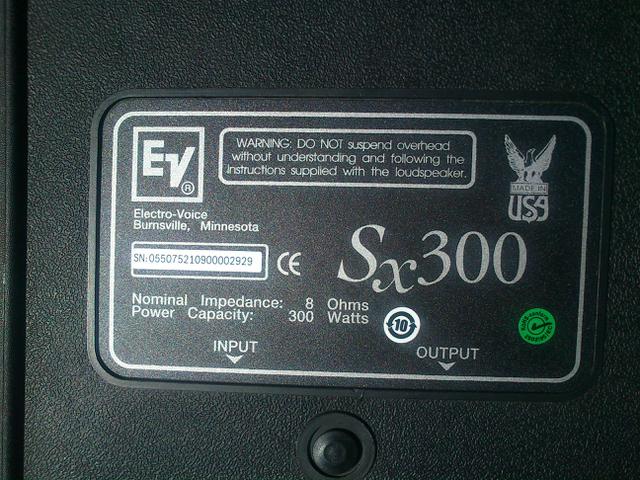 EV®
WARNING: DO NOT suspend overhead
without understanding and following the
instructions supplied with the loudspeaker.
MADE IN
USA
Electro-Voice
Burnsville, Minnesota
SN:055075210900002929
CE
Sx300
Nominal Impedance: 8 Ohms
Power Capacity: 300 Watts
10
INPUT
OUTPUT